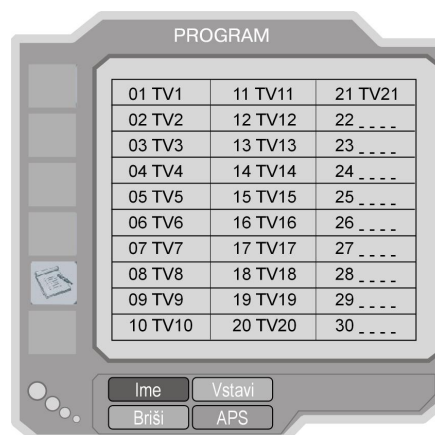 PROGRAM
01 TV1 11 TV11 21 TV21
02 TV2 12 TV12 22 _ _ _ _
03 TV3 13 TV13 23 _ _ _ _
04 TV4 14 TV14 24 _ _ _ _
05 TV5 15 TV15 25 _ _ _ _
06 TV6 16 TV16 26 _ _ _ _
07 TV7 17 TV17 27 _ _ _ _
08 TV8 18 TV18 28 _ _ _ _
09 TV9 19 TV19 29 _ _ _ _
10 TV10 20 TV20 30 _ _ _ _
Ime Vstavi
Briši APS